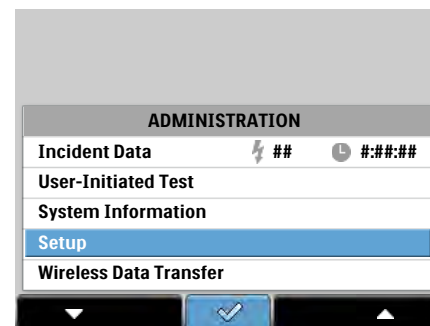 ADMINISTRATION
Incident Data ## #:##:##
User-Initiated Test
System Information
Setup
Wireless Data Transfer